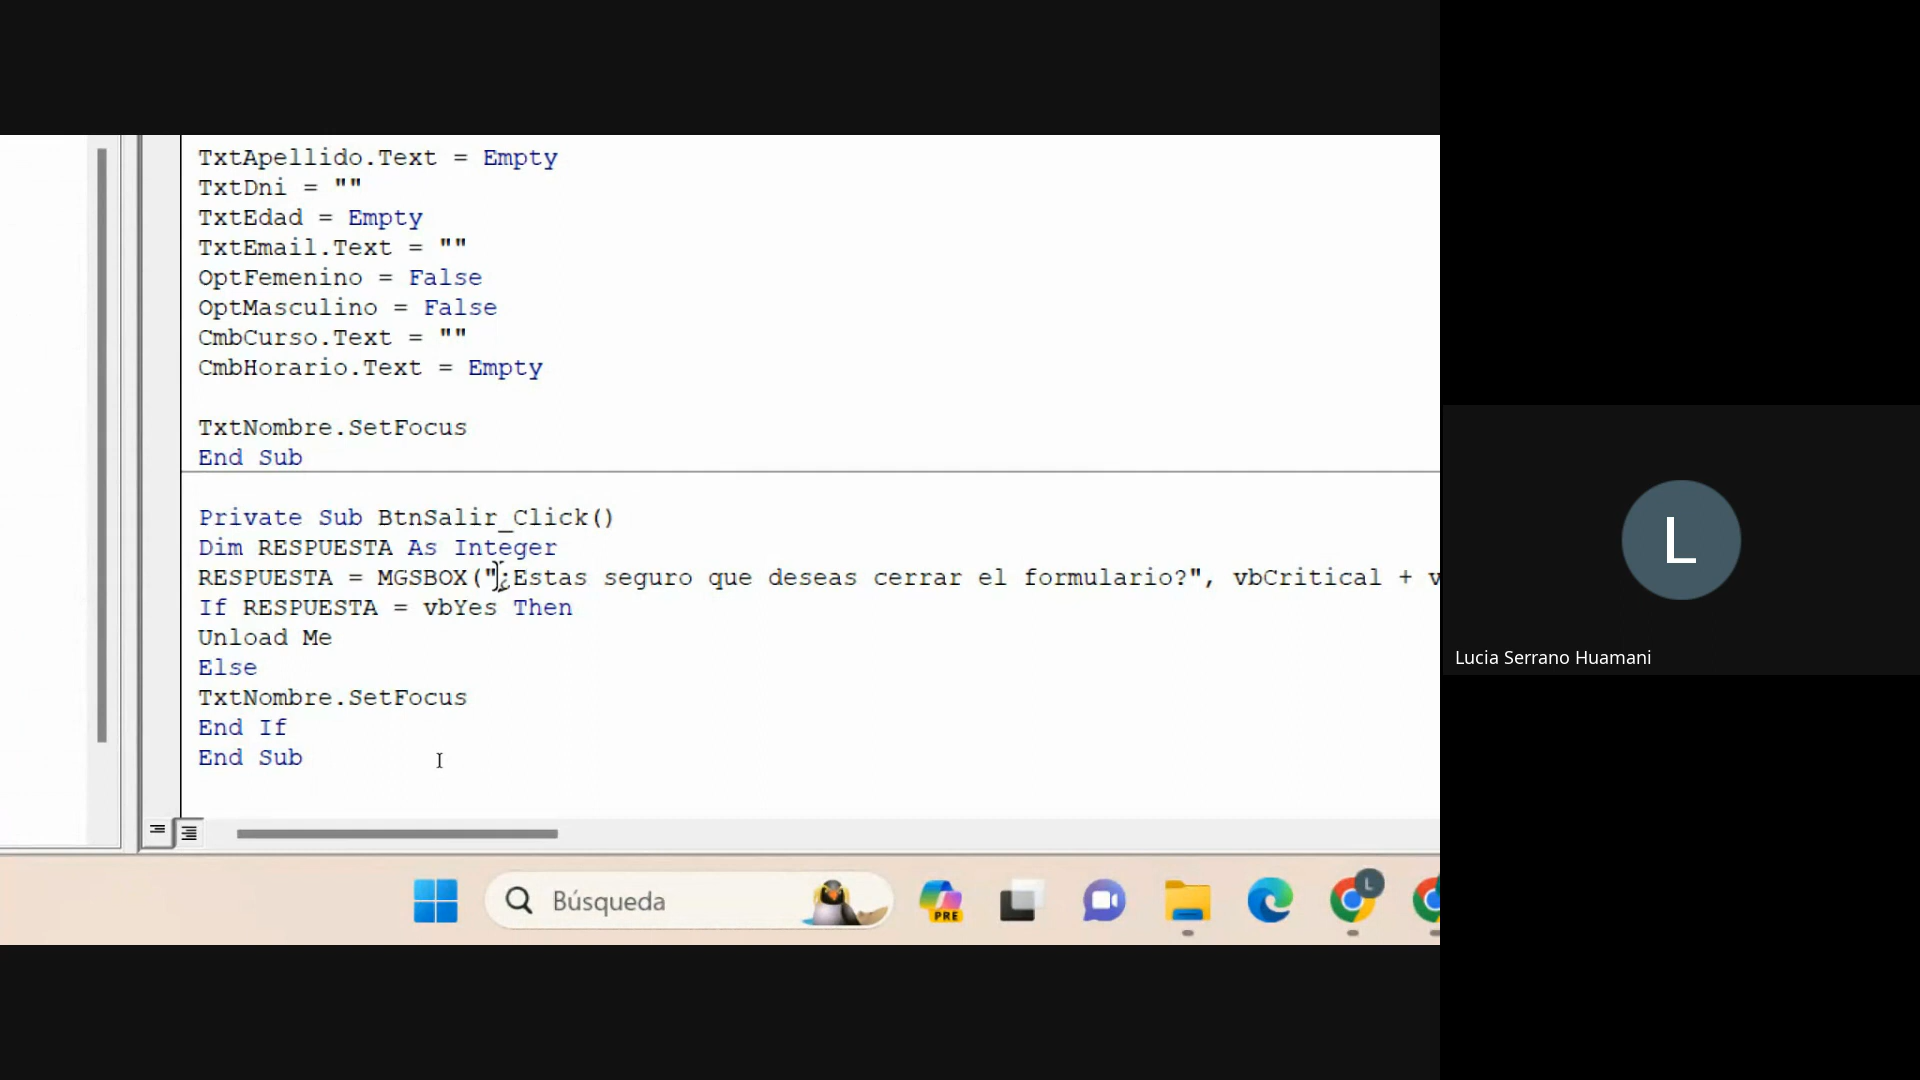 TxtApellido.Text = Empty
TxtDni = ""
TxtEdad = Empty
TxtEmail.Text = ""
OptFemenino = False
OptMasculino = False
CmbCurso.Text = ""
CmbHorario.Text = Empty
TxtNombre.SetFocus
End Sub
Private Sub BtnSalir_Click()
Dim RESPUESTA As Integer
RESPUESTA = MGSBOX("¿Estas seguro que deseas cerrar el formulario?", vbCritical + v
If RESPUESTA = vbYes Then
Unload Me
Else
TxtNombre.SetFocus
End If
End Sub
Búsqueda
PRE
L
L
Lucia Serrano Huamani